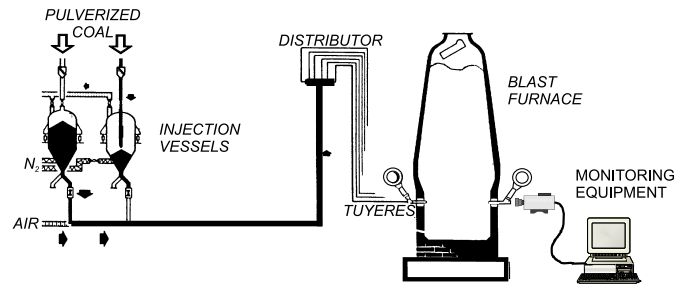 PULVERIZED
COAL
DISTRIBUTOR
BLAST
FURNACE
INJECTION
VESSELS
N2
MONITORING
EQUIPMENT
TUYERES
AIR